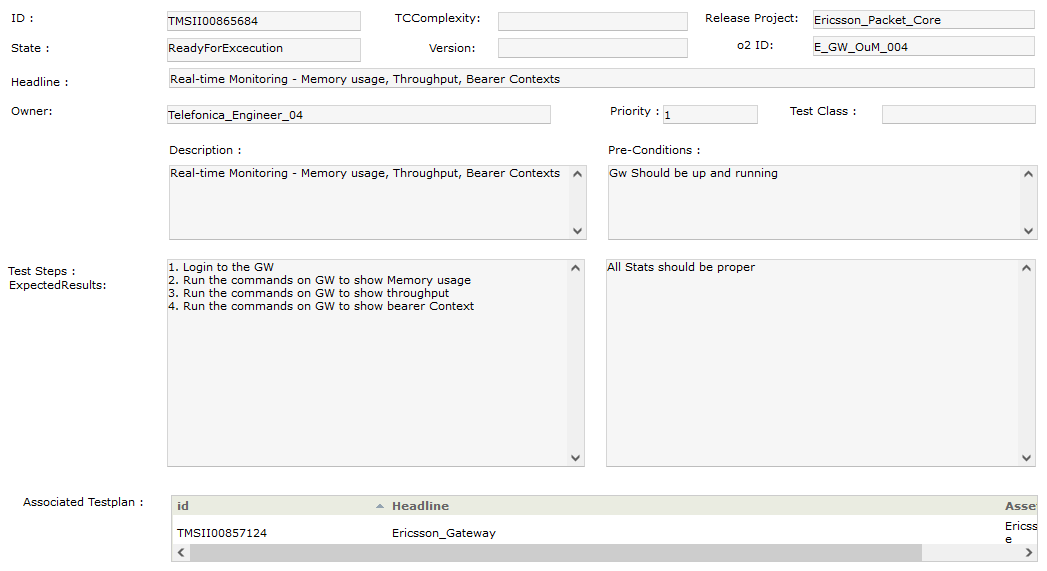 ID : TMSII00865684 TCComplexity: Release Project: Ericsson_Packet_Core
State : ReadyForExcecution Version: o2 ID: E_GW_OuM_004
Headline : Real-time Monitoring - Memory usage, Throughput, Bearer Contexts
Owner: Telefonica_Engineer_04 Priority : 1 Test Class :
Description : Pre-Conditions :
Real-time Monitoring - Memory usage, Throughput, Bearer Contexts Gw Should be up and running
Test Steps :
ExpectedResults:
1. Login to the GW
2. Run the commands on GW to show Memory usage
3. Run the commands on GW to show throughput
4. Run the commands on GW to show bearer Context
All Stats should be proper
Associated Testplan :
id Headline Asse
TMSII00857124 Ericsson_Gateway Ericss
e